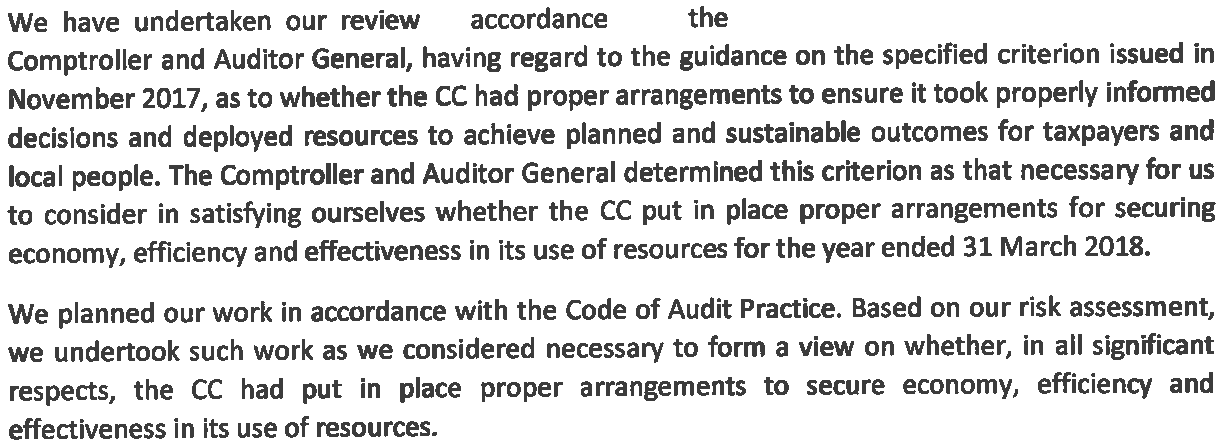 We have undertaken our review accordance the
Comptroller and Auditor General, having regard to the guidance on the specified criterion issued in
November 2017, as to whether the CC had proper arrangements to ensure it took properly informed
decisions and deployed resources to achieve planned and sustainable outcomes for taxpayers and
local people. The Comptroller and Auditor General determined this criterion as that necessary for us
to consider in satisfying ourselves whether the CC put in place proper arrangements for securing
economy, efficiency and effectiveness in its use of resources for the year ended 31 March 2018.
We planned our work in accordance with the Code of Audit Practice. Based on our risk assessment,
we undertook such work as we considered necessary to form a view on whether, in all significant
respects, the CC had put in place proper arrangements to secure economy, efficiency and
effectiveness in its use of resources.